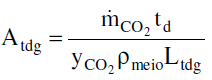 A_tdg = ṁ_CO₂ t_d / y_CO₂ ρ_meio L_tdg